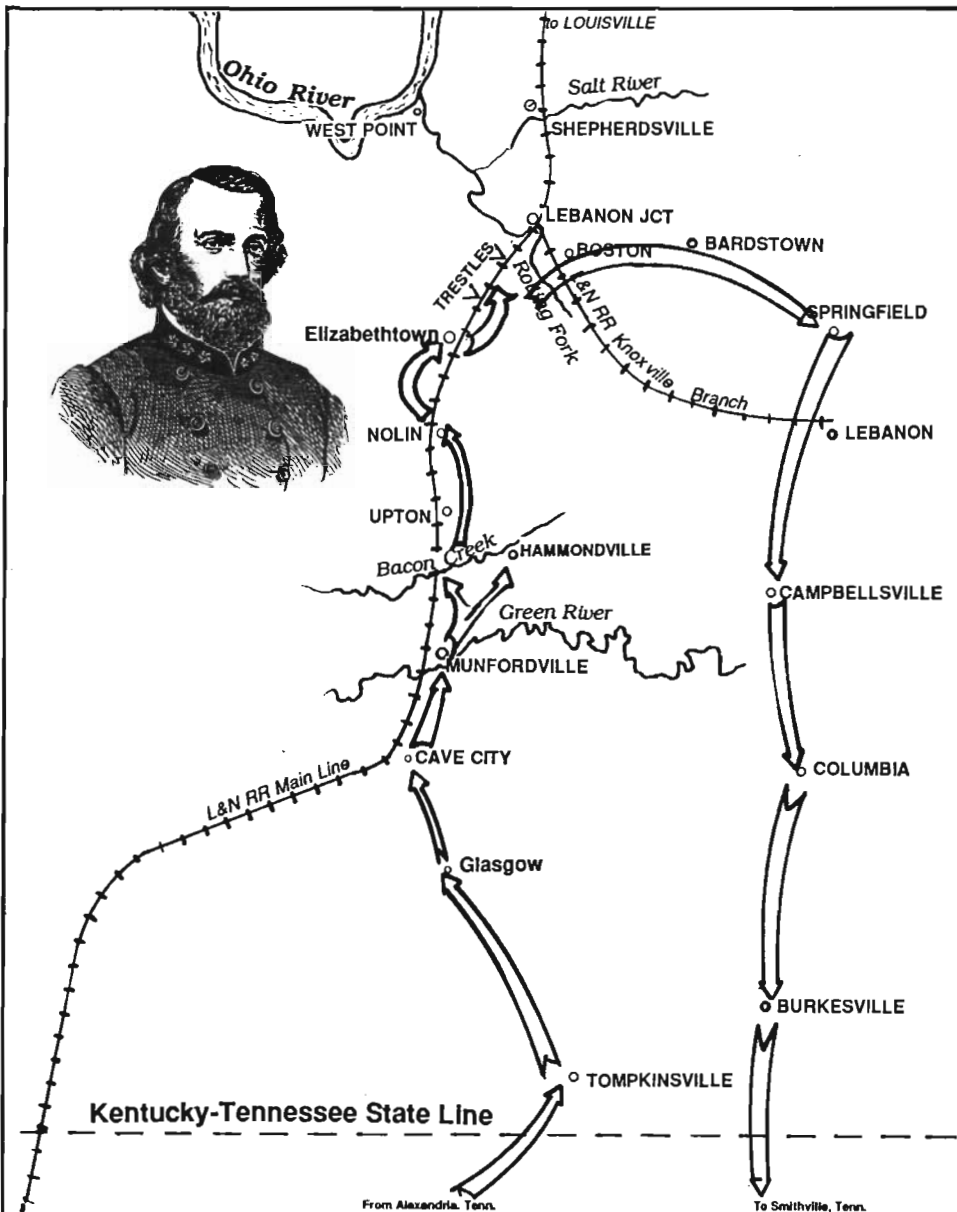 to LOUISVILLE
Ohio River
Salt River
WEST POINT
SHEPHERDSVILLE
LEBANON JCT
BOSTON
BARDSTOWN
TRESTLES
Rolling Fork
L&N RR Knoxville Branch
SPRINGFIELD
Elizabethtown
NOLIN
LEBANON
UPTON
Bacon Creek
HAMMONDVILLE
CAMPBELLSVILLE
Green River
MUNFORDVILLE
CAVE CITY
COLUMBIA
L&N RR Main Line
Glasgow
BURKESVILLE
TOMPKINSVILLE
Kentucky-Tennessee State Line
From Alexandria. Tenn.
To Smithville, Tenn.